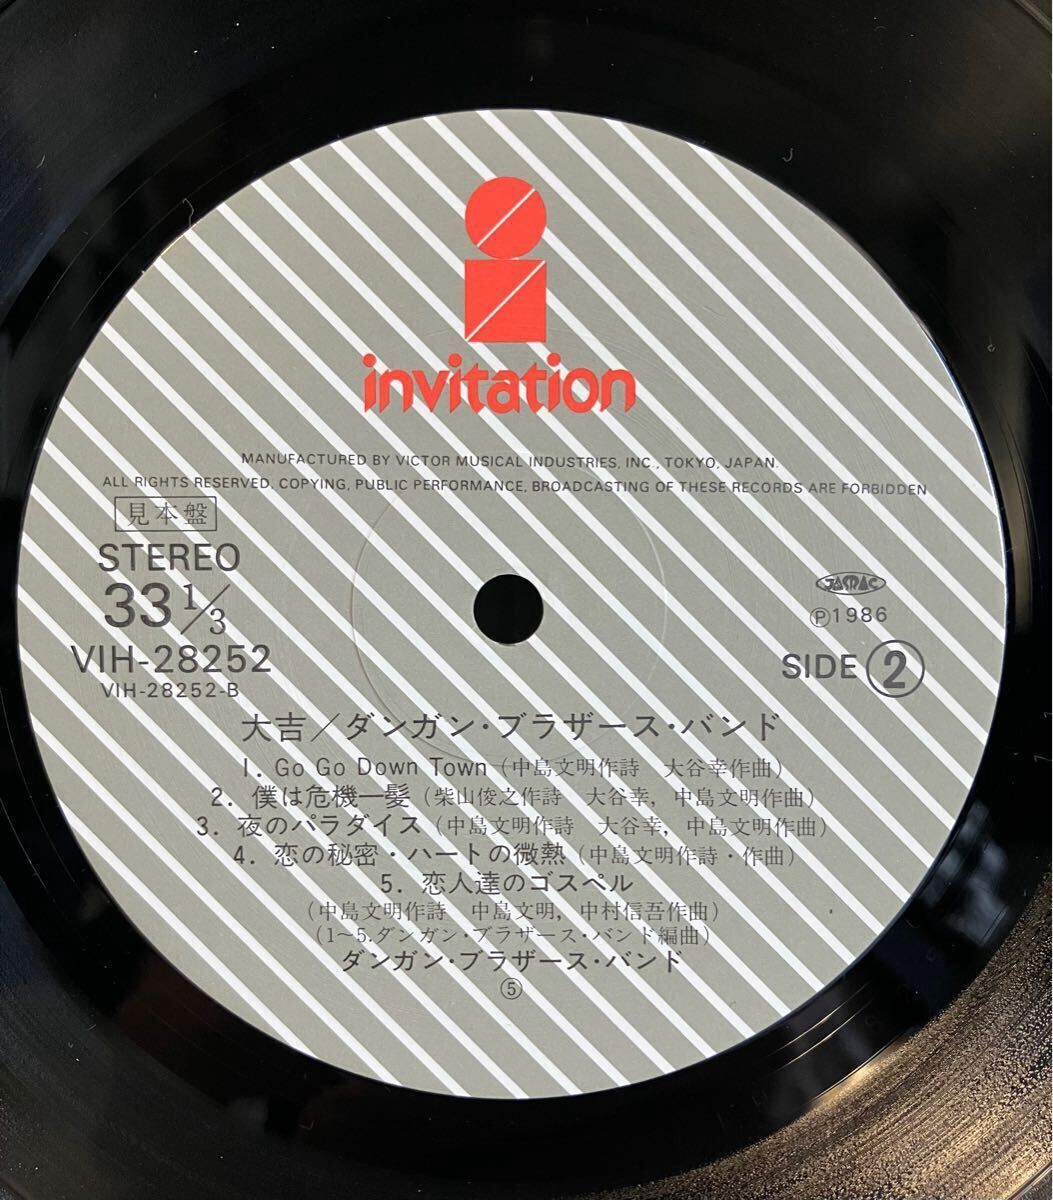 invitation
MANUFACTURED BY VICTOR MUSICAL INDUSTRIES, INC., TOKYO, JAPAN.
ALL RIGHTS RESERVED. COPYING, PUBLIC PERFORMANCE, BROADCASTING OF THESE RECORDS ARE FORBIDDEN
見本盤
STEREO
33 1/3
VIH-28252
VIH-28252-B
JASRAC
Ⓟ1986
SIDE ②
大吉／ダンガン・ブラザース・バンド
1. Go Go Down Town (中島文明作詩　大谷幸作曲)
2. 僕は危機一髪 (柴山俊之作詩　大谷幸, 中島文明作曲)
3. 夜のパラダイス (中島文明作詩　大谷幸, 中島文明作曲)
4. 恋の秘密・ハートの微熱 (中島文明作詩・作曲)
5. 恋人達のゴスペル
(中島文明作詩　中島文明, 中村信吾作曲)
(1〜5.ダンガン・ブラザース・バンド編曲)
ダンガン・ブラザース・バンド
⑤